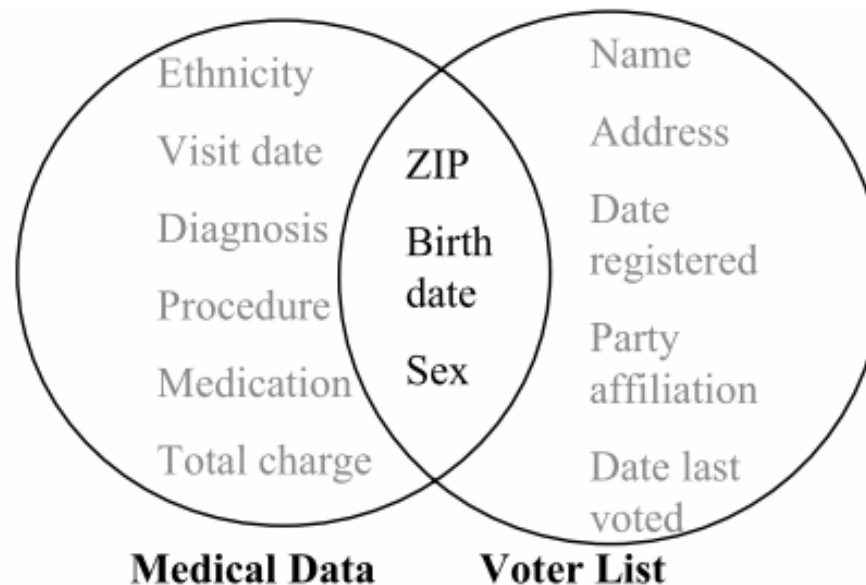 Ethnicity
Visit date
Diagnosis
Procedure
Medication
Total charge
ZIP
Birth
date
Sex
Name
Address
Date
registered
Party
affiliation
Date last
voted
Medical Data
Voter List